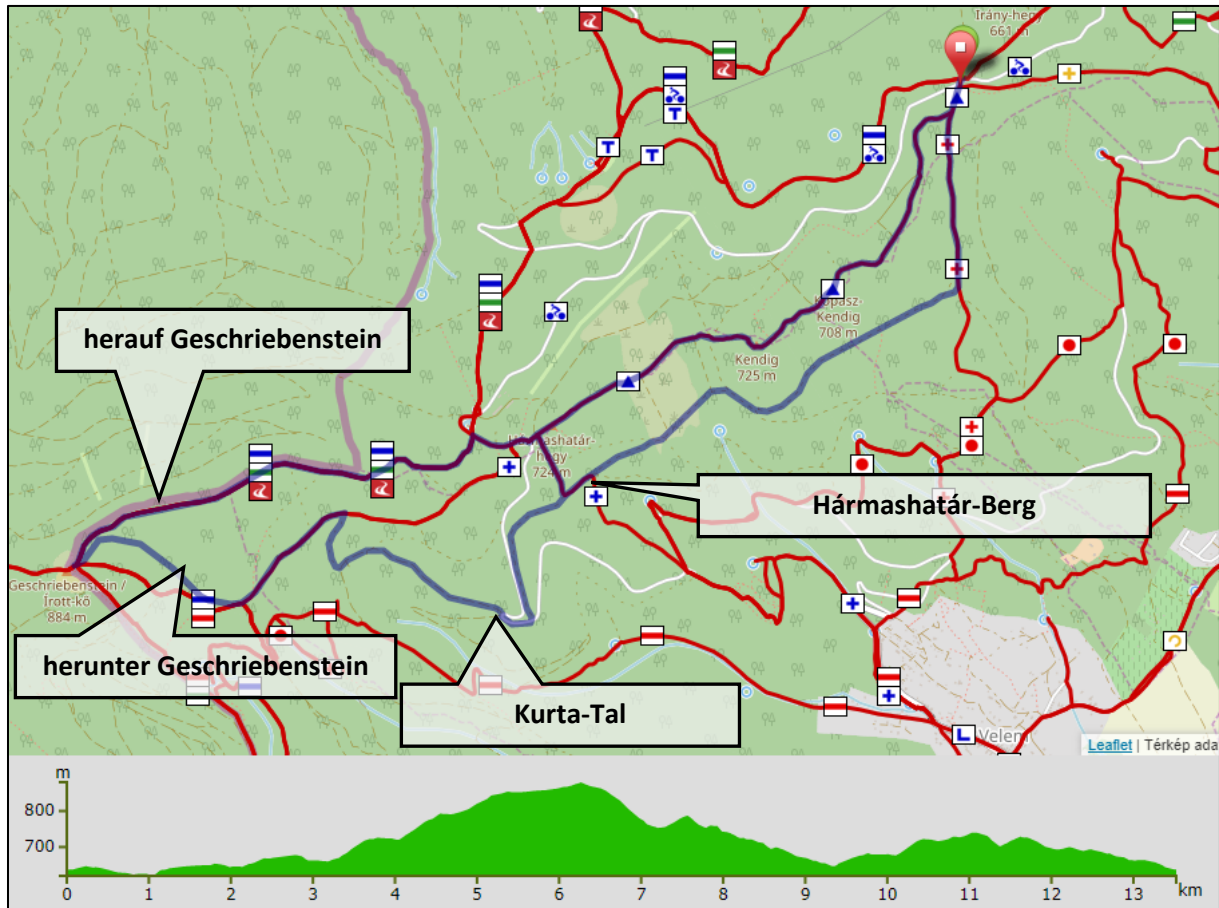 Irány-hegy
661 m
T
T
T
herauf Geschriebenstein
Kopasz-
Kendig
708 m
Kendig
725 m
Hármashatár-
hegy
724 m
Hármashatár-Berg
Geschriebenstein /
Írott-kő
884 m
herunter Geschriebenstein
Kurta-Tal
L
Velem
Leaflet | Térkép ada
m
800
700
0 1 2 3 4 5 6 7 8 9 10 11 12 13 km